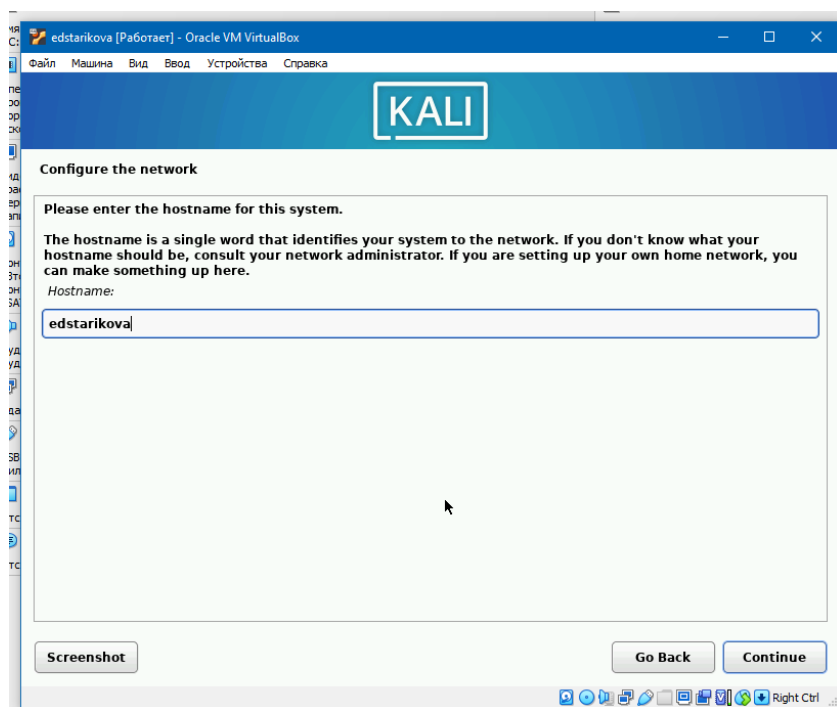 edstarikova [Работает] - Oracle VM VirtualBox
Файл Машина Вид Ввод Устройства Справка
KALI
Configure the network
Please enter the hostname for this system.
The hostname is a single word that identifies your system to the network. If you don't know what your
hostname should be, consult your network administrator. If you are setting up your own home network, you
can make something up here.
Hostname:
edstarikova
Screenshot
Go Back
Continue
Right Ctrl